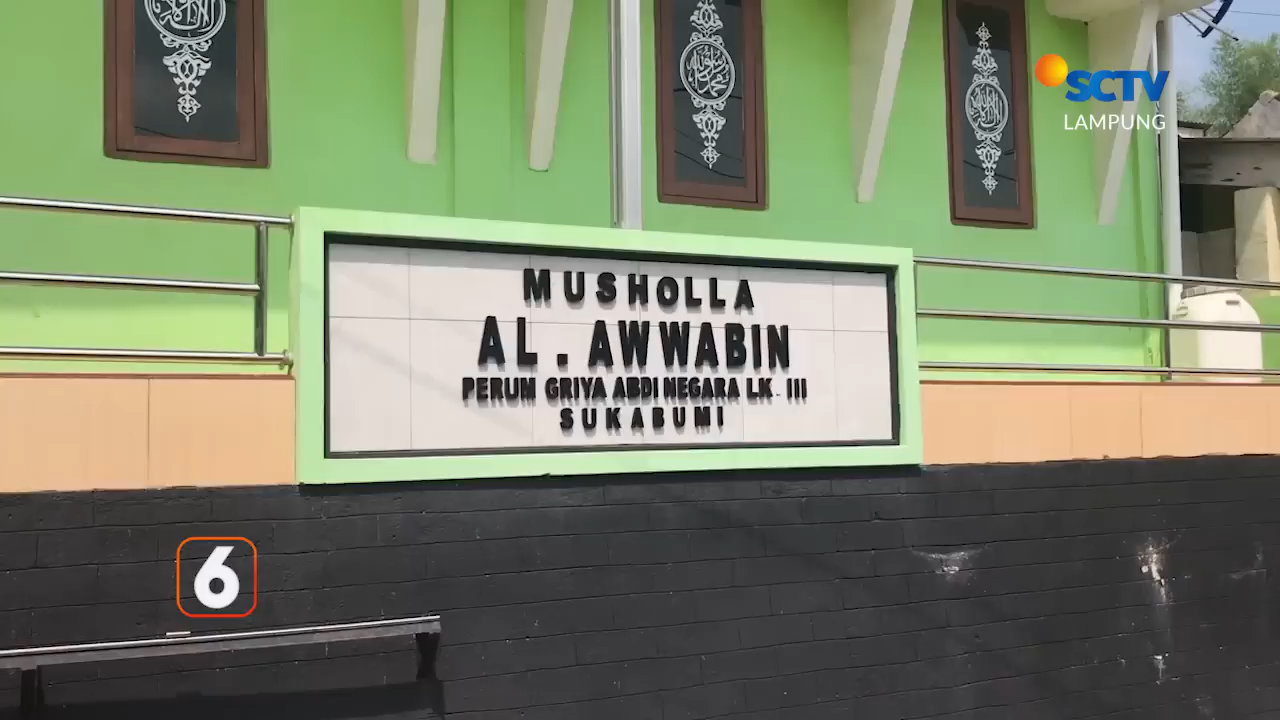 SCTV
LAMPUNG
MUSHOLLA
AL . AWWABIN
PERUM GRIYA ABDI NEGARA LK. III
SUKABUMI
6